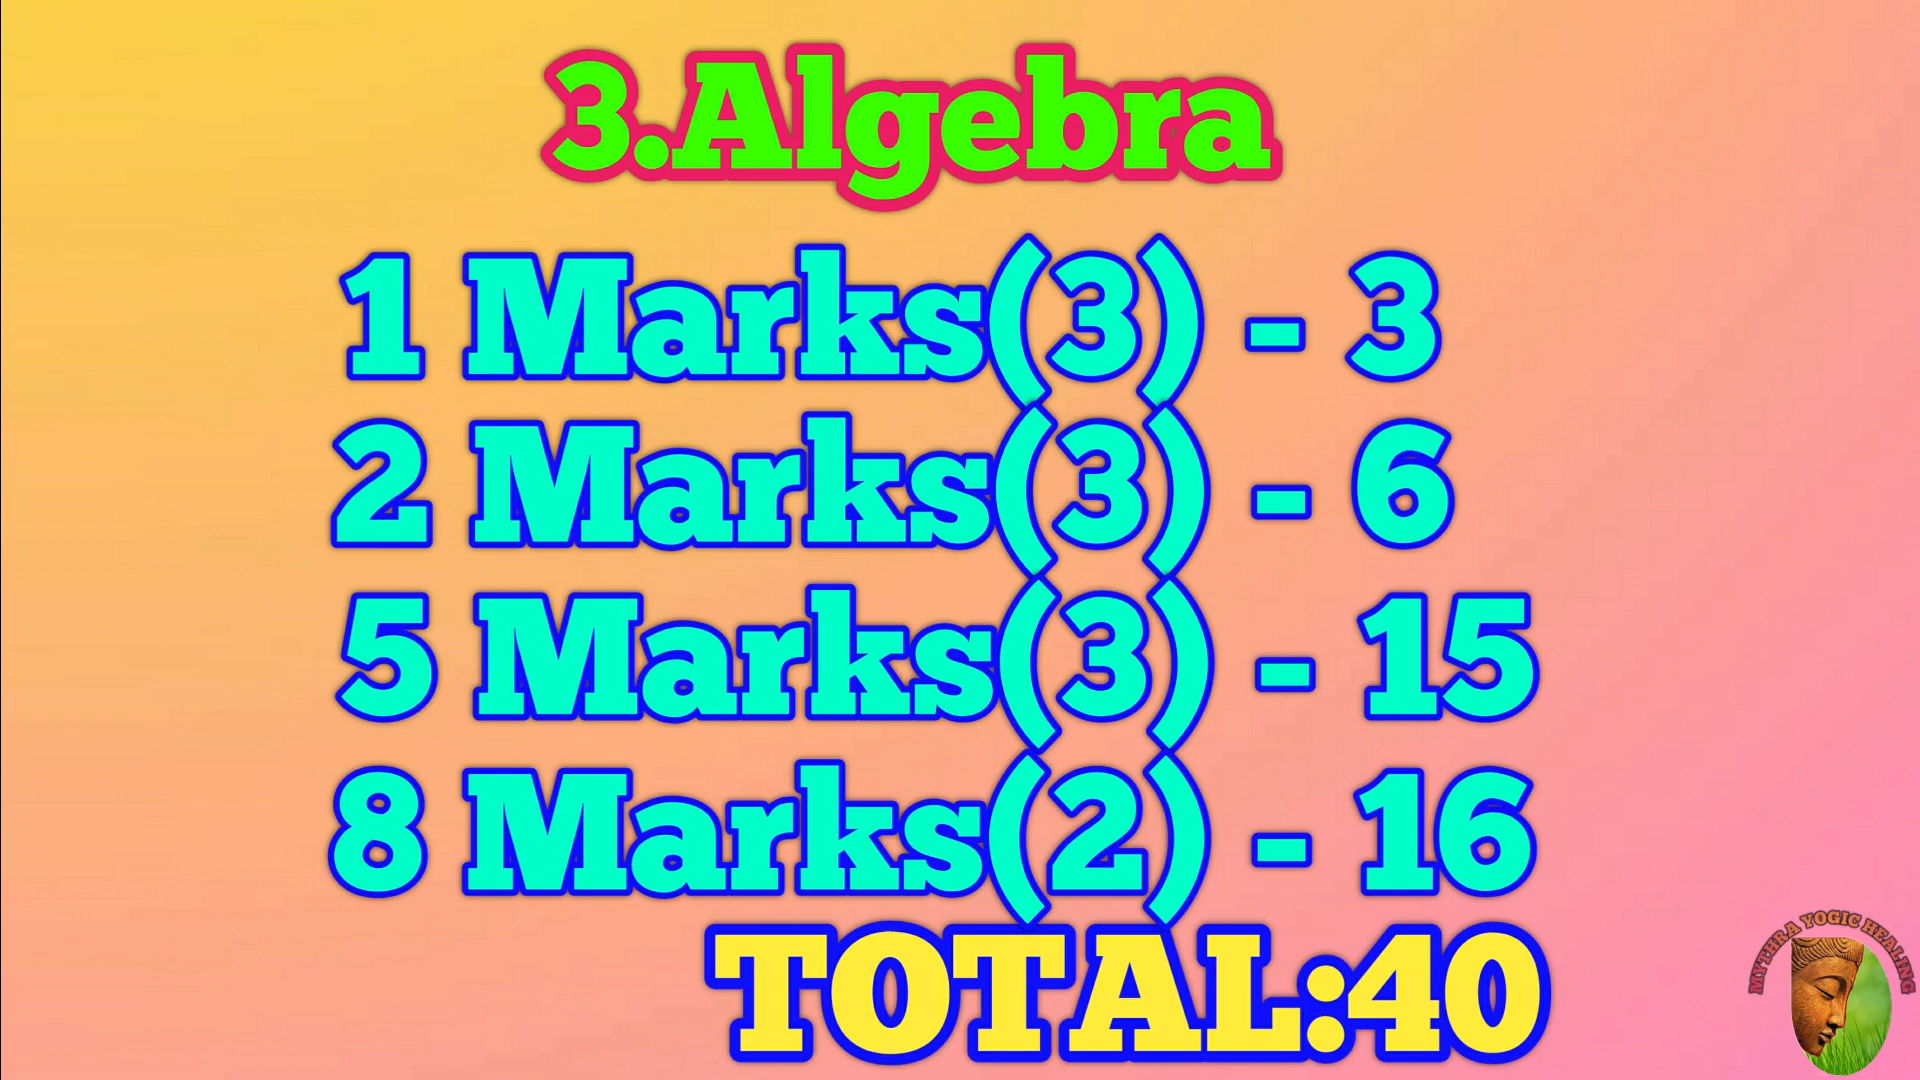 3.Algebra
1 Marks(3) - 3
2 Marks(3) - 6
5 Marks(3) - 15
8 Marks(2) - 16
TOTAL:40
MYTHRA YOGIC HEALING